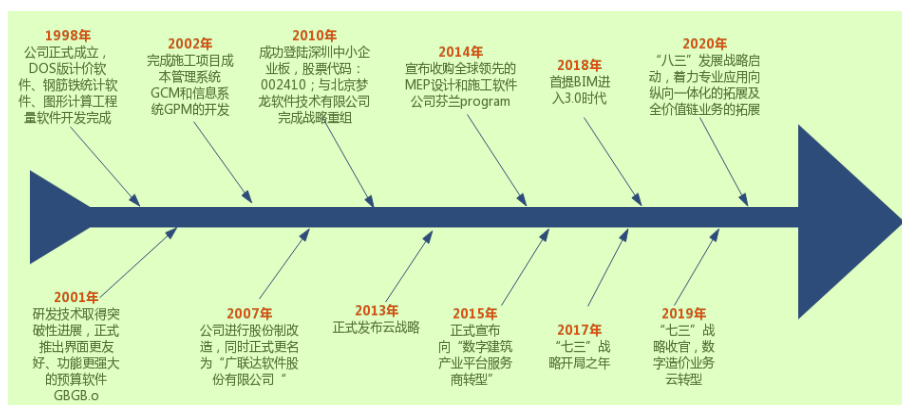 1998年
公司正式成立，
DOS版计价软
件、钢筋铁统计软
件、图形计算工程
量软件开发完成
2002年
完成施工项目成
本管理系统
GCM和信息系
统GPM的开发
2010年
成功登陆深圳中小企
业板，股票代码：
002410；与北京梦
龙软件技术有限公司
完成战略重组
2014年
宣布收购全球领先的
MEP设计和施工软件
公司芬兰program
2018年
首提BIM进
入3.0时代
2020年
“八三”发展战略启
动，着力专业应用向
纵向一体化的拓展及
全价值链业务的拓展
2001年
研发技术取得突
破性进展，正式
推出界面更友
好、功能更强大
的预算软件
GBGB.o
2007年
公司进行股份制改
造，同时正式更名
为“广联达软件股
份有限公司“
2013年
正式发布云战略
2015年
正式宣布
向“数字建筑
产业平台服务
商转型”
2017年
“七三”战
略开局之年
2019年
“七三”战
略收官，数
字造价业务
云转型